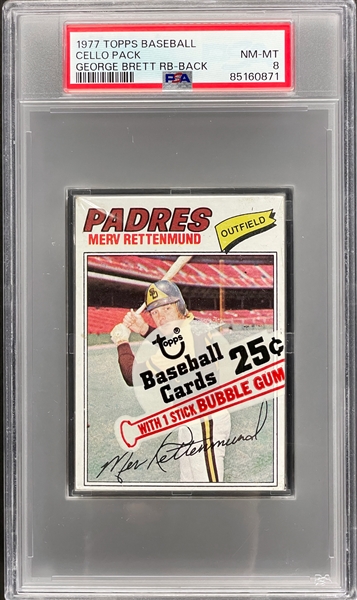 1977 TOPPS BASEBALL
CELLO PACK
GEORGE BRETT RB-BACK
NM-MT
8
85160871
PSA
PADRES
MERV RETTENMUND
OUTFIELD
SD
topps
®
Baseball
Cards
25¢
WITH 1 STICK BUBBLE GUM
Merv Rettenmund